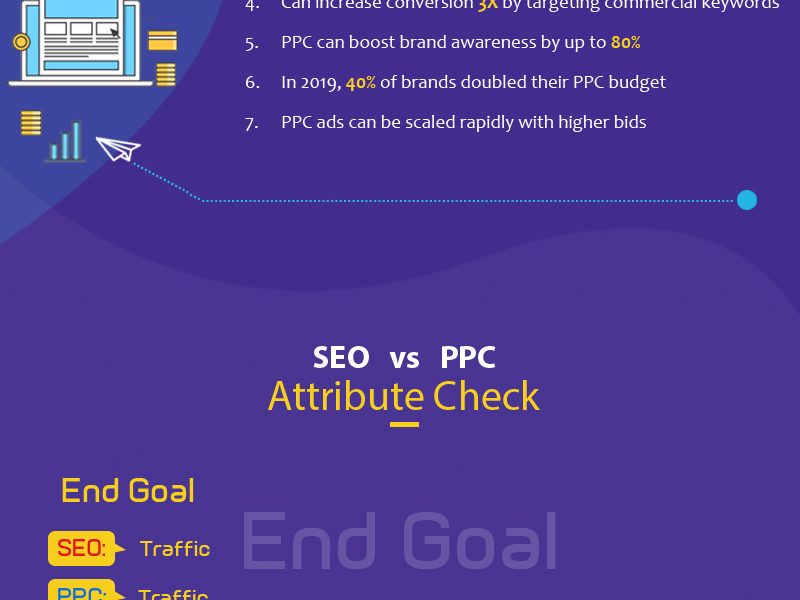 4. Can increase conversion 3X by targeting commercial keywords
5. PPC can boost brand awareness by up to 80%
6. In 2019, 40% of brands doubled their PPC budget
7. PPC ads can be scaled rapidly with higher bids
SEO vs PPC
Attribute Check
End Goal
End Goal
SEO: Traffic
PPC: Traffic